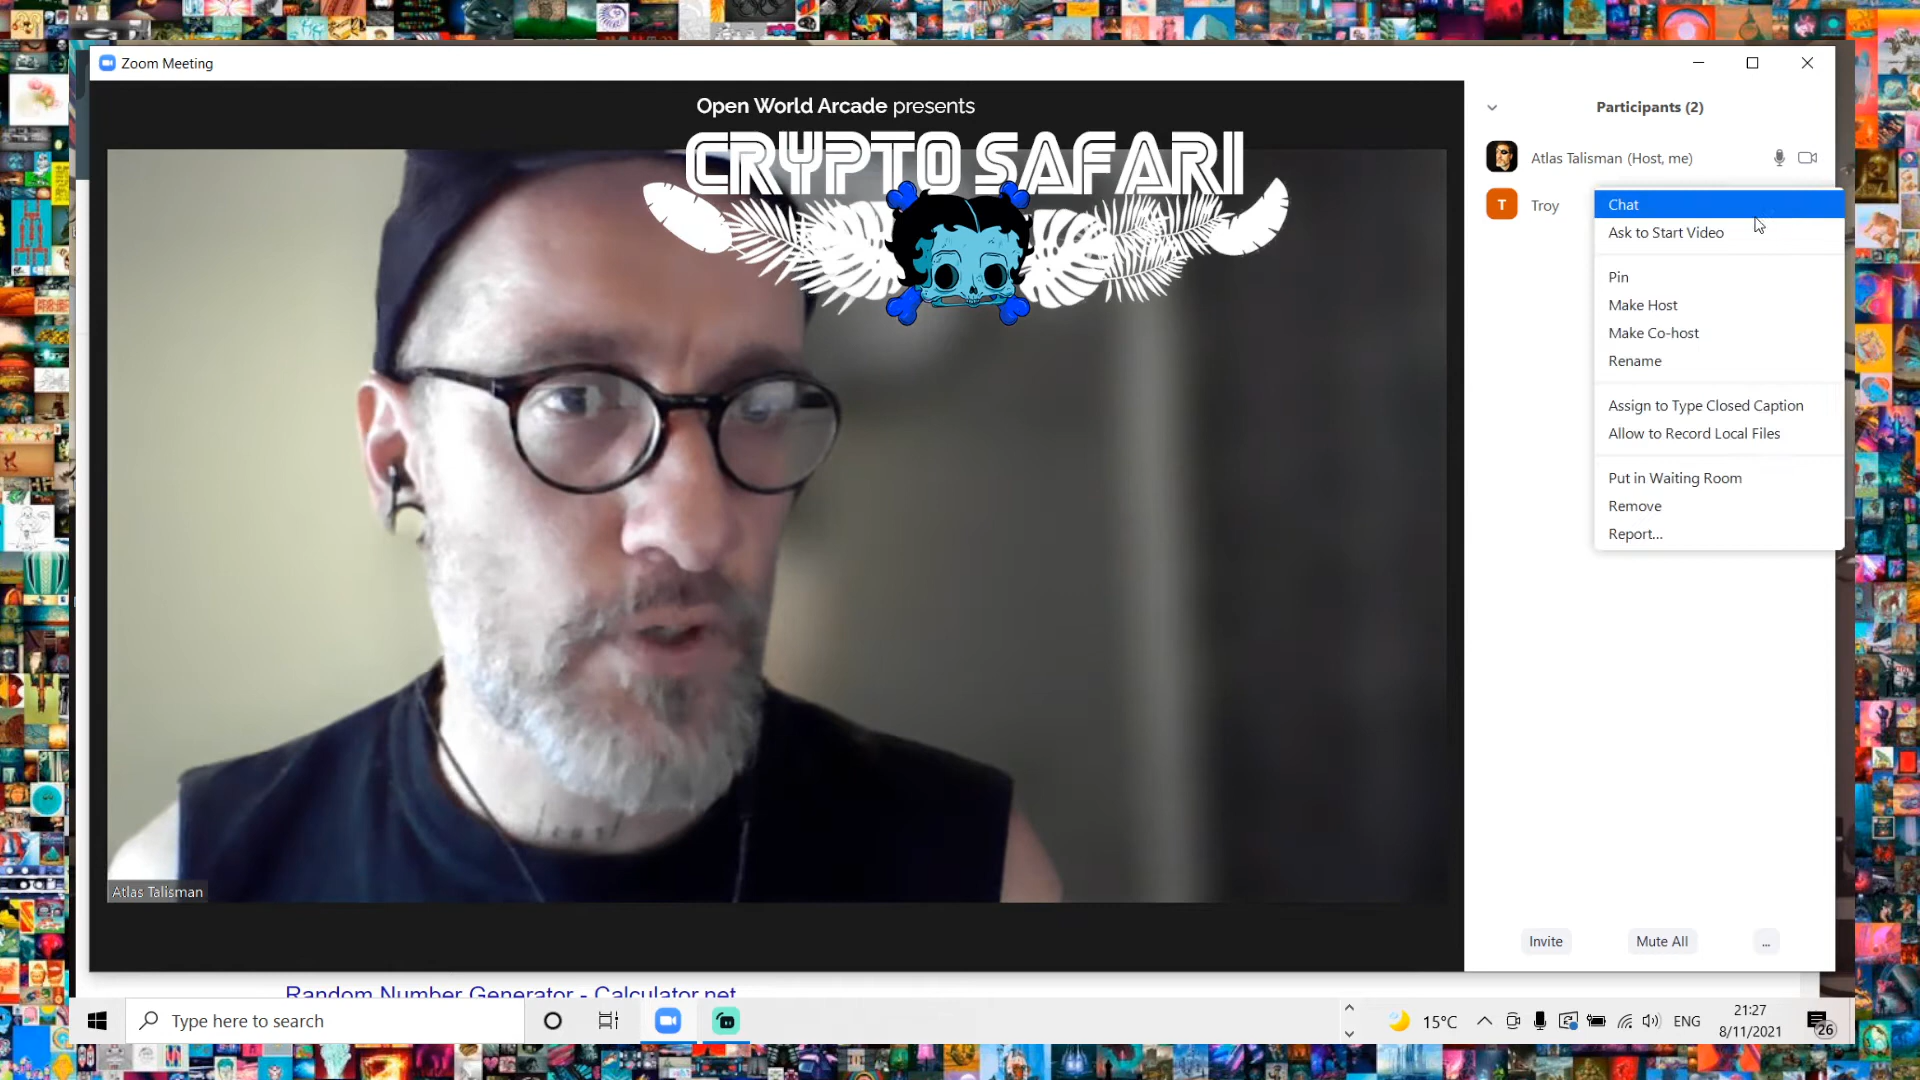 Zoom Meeting
Open World Arcade presents
CRYPTO SAFARI
Participants (2)
Atlas Talisman (Host, me)
T
Troy
Chat
Ask to Start Video
Pin
Make Host
Make Co-host
Rename
Assign to Type Closed Caption
Allow to Record Local Files
Put in Waiting Room
Remove
Report...
Atlas Talisman
Invite
Mute All
...
Random Number Generator - Calculator.net
Type here to search
15°C
ENG
21:27
8/11/2021
26